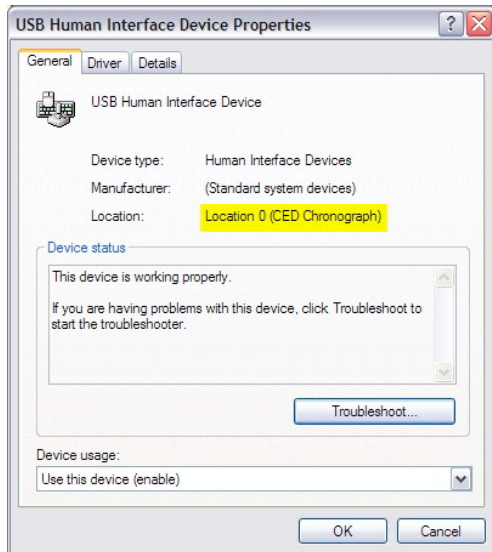 USB Human Interface Device Properties
General Driver Details
USB Human Interface Device
Device type: Human Interface Devices
Manufacturer: (Standard system devices)
Location: Location 0 (CED Chronograph)
Device status
This device is working properly.
If you are having problems with this device, click Troubleshoot to
start the troubleshooter.
Troubleshoot...
Device usage:
Use this device (enable)
OK Cancel